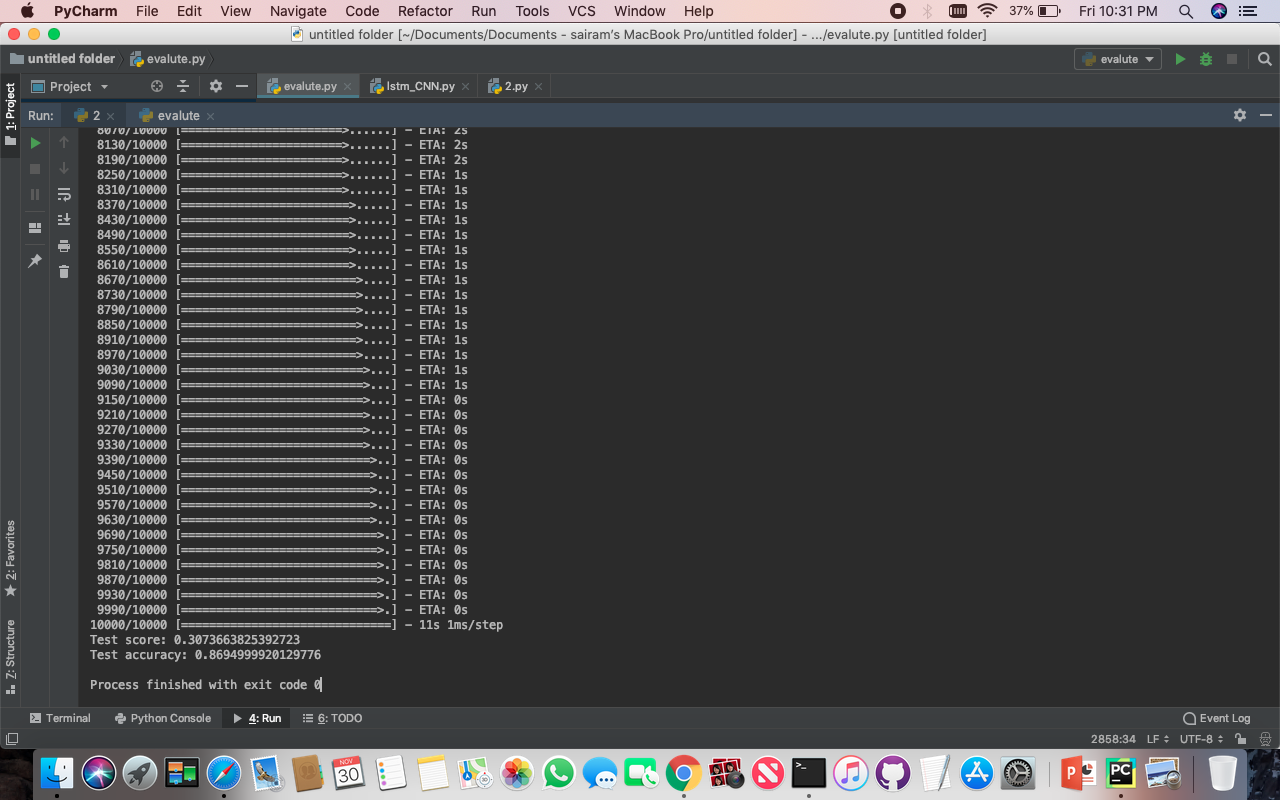 PyCharm File Edit View Navigate Code Refactor Run Tools VCS Window Help 37% Fri 10:31 PM
untitled folder [~/Documents/Documents - sairam's MacBook Pro/untitled folder] - .../evalute.py [untitled folder]
untitled folder evalute.py evalute
1: Project
Project evalute.py lstm_CNN.py 2.py
Run: 2 evalute
8070/10000 [=======================>......] - ETA: 2s
8130/10000 [=======================>......] - ETA: 2s
8190/10000 [=======================>......] - ETA: 2s
8250/10000 [=======================>......] - ETA: 1s
8310/10000 [=======================>......] - ETA: 1s
8370/10000 [========================>.....] - ETA: 1s
8430/10000 [========================>.....] - ETA: 1s
8490/10000 [========================>.....] - ETA: 1s
8550/10000 [========================>.....] - ETA: 1s
8610/10000 [========================>.....] - ETA: 1s
8670/10000 [=========================>....] - ETA: 1s
8730/10000 [=========================>....] - ETA: 1s
8790/10000 [=========================>....] - ETA: 1s
8850/10000 [=========================>....] - ETA: 1s
8910/10000 [=========================>....] - ETA: 1s
8970/10000 [=========================>....] - ETA: 1s
9030/10000 [==========================>...] - ETA: 1s
9090/10000 [==========================>...] - ETA: 1s
9150/10000 [==========================>...] - ETA: 0s
9210/10000 [==========================>...] - ETA: 0s
9270/10000 [==========================>...] - ETA: 0s
9330/10000 [==========================>...] - ETA: 0s
9390/10000 [===========================>..] - ETA: 0s
9450/10000 [===========================>..] - ETA: 0s
9510/10000 [===========================>..] - ETA: 0s
9570/10000 [===========================>..] - ETA: 0s
9630/10000 [===========================>..] - ETA: 0s
9690/10000 [============================>.] - ETA: 0s
9750/10000 [============================>.] - ETA: 0s
9810/10000 [============================>.] - ETA: 0s
9870/10000 [============================>.] - ETA: 0s
9930/10000 [============================>.] - ETA: 0s
9990/10000 [============================>.] - ETA: 0s
10000/10000 [==============================] - 11s 1ms/step
Test score: 0.3073663825392723
Test accuracy: 0.8694999920129776
Process finished with exit code 0
2: Favorites
7: Structure
Terminal Python Console 4: Run 6: TODO Event Log
2858:34 LF UTF-8
NOV
30
PC